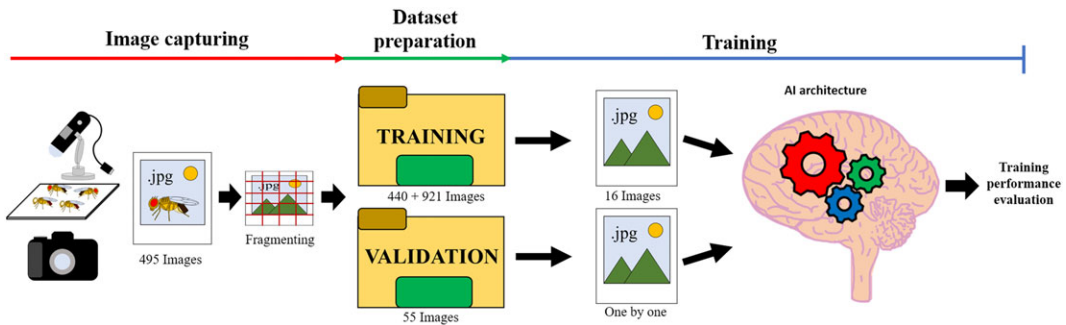 Image capturing
Dataset
preparation
Training
.jpg
495 Images
.jpg
Fragmenting
TRAINING
440 + 921 Images
VALIDATION
55 Images
.jpg
16 Images
.jpg
One by one
AI architecture
Training
performance
evaluation